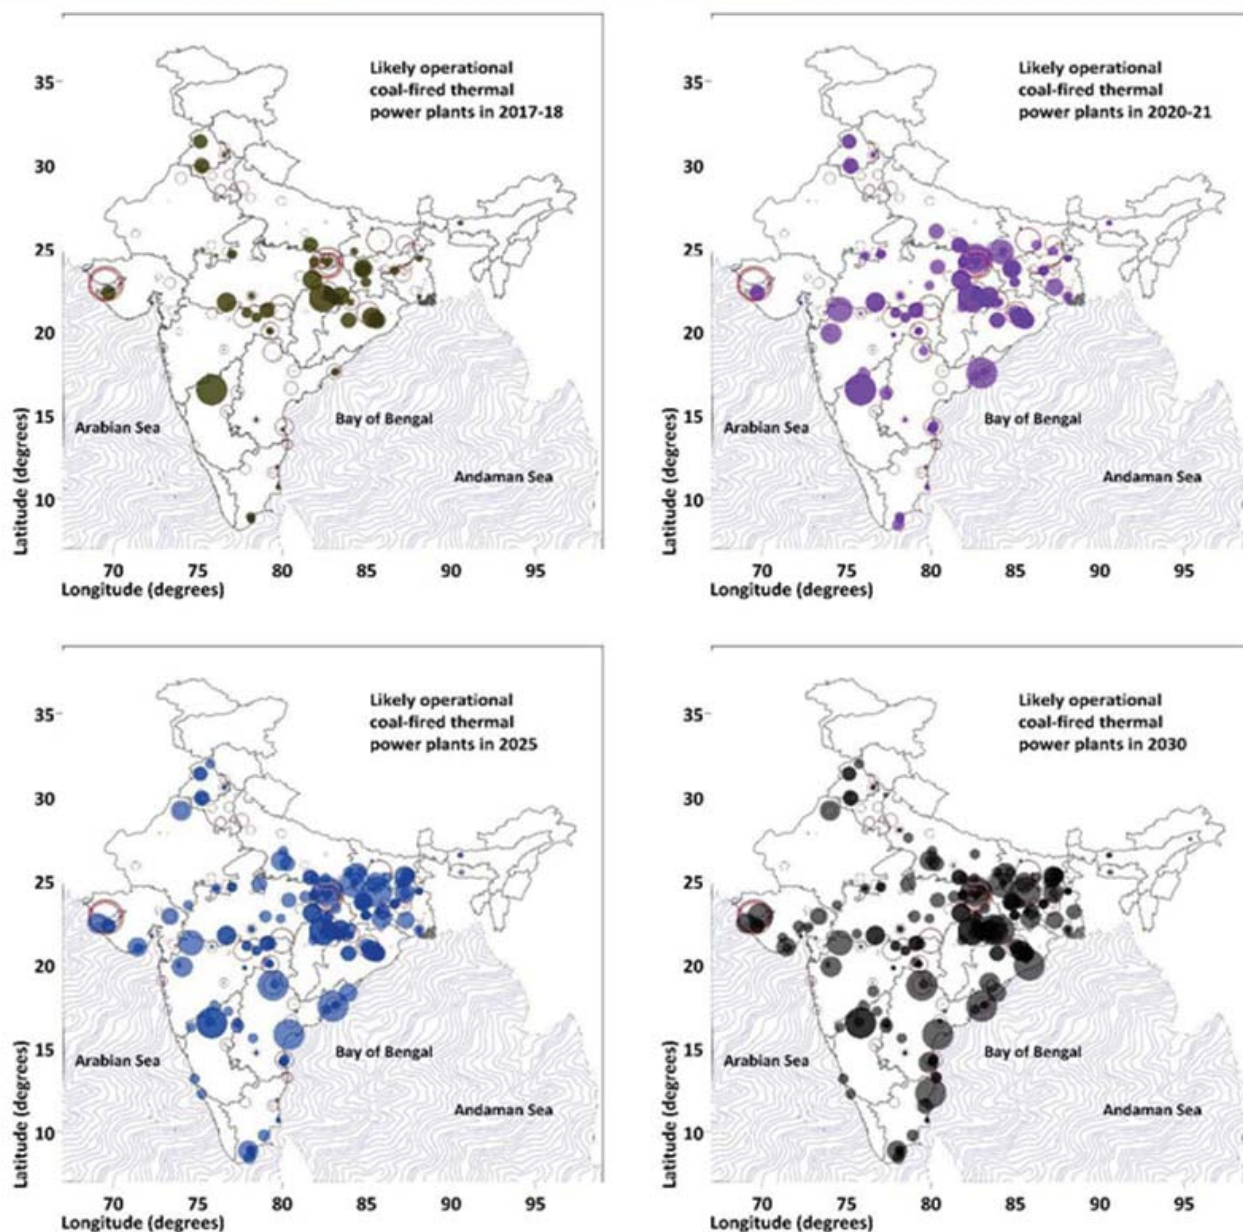 Likely operational
coal-fired thermal
power plants in 2017-18
35
30
25
20
15
10
Latitude (degrees)
Arabian Sea
Bay of Bengal
Andaman Sea
70 75 80 85 90 95
Longitude (degrees)
Likely operational
coal-fired thermal
power plants in 2020-21
35
30
25
20
15
10
Latitude (degrees)
Arabian Sea
Bay of Bengal
Andaman Sea
70 75 80 85 90 95
Longitude (degrees)
Likely operational
coal-fired thermal
power plants in 2025
35
30
25
20
15
10
Latitude (degrees)
Arabian Sea
Bay of Bengal
Andaman Sea
70 75 80 85 90 95
Longitude (degrees)
Likely operational
coal-fired thermal
power plants in 2030
35
30
25
20
15
10
Latitude (degrees)
Arabian Sea
Bay of Bengal
Andaman Sea
70 75 80 85 90 95
Longitude (degrees)